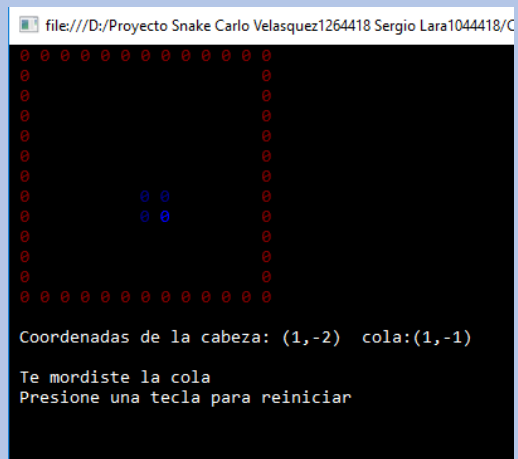 file:///D:/Proyecto Snake Carlo Velasquez1264418 Sergio Lara1044418/C
0 0 0 0 0 0 0 0 0 0 0 0 0
0                       0
0                       0
0                       0
0                       0
0                       0
0                       0
0           0 0         0
0           0 0         0
0                       0
0                       0
0                       0
0 0 0 0 0 0 0 0 0 0 0 0 0
Coordenadas de la cabeza: (1,-2)  cola:(1,-1)
Te mordiste la cola
Presione una tecla para reiniciar